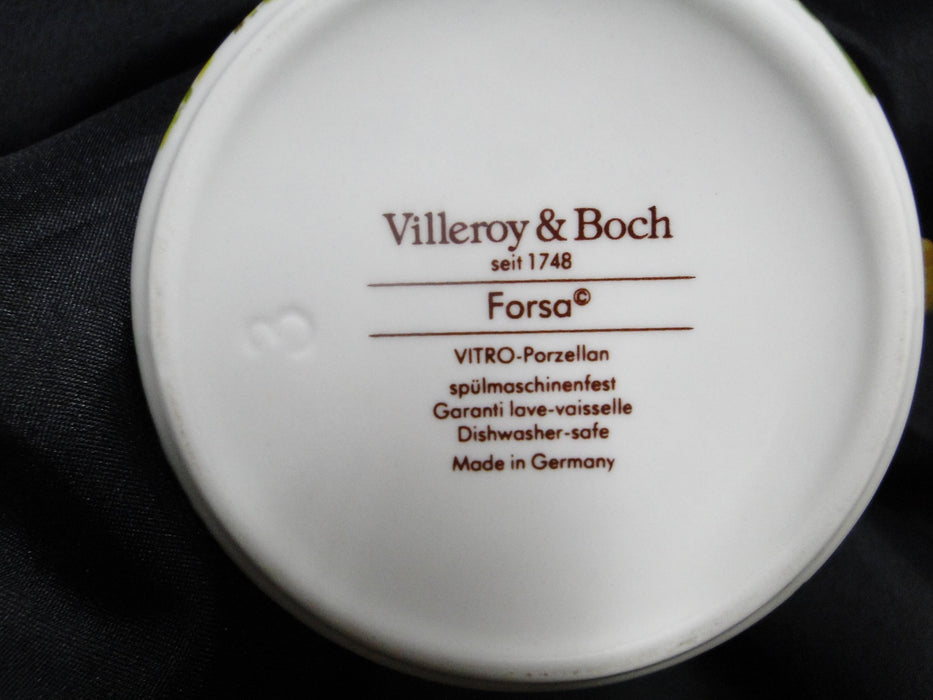 Villeroy & Boch
seit 1748
Forsa©
VITRO-Porzellan
spülmaschinenfest
Garanti lave-vaisselle
Dishwasher-safe
Made in Germany